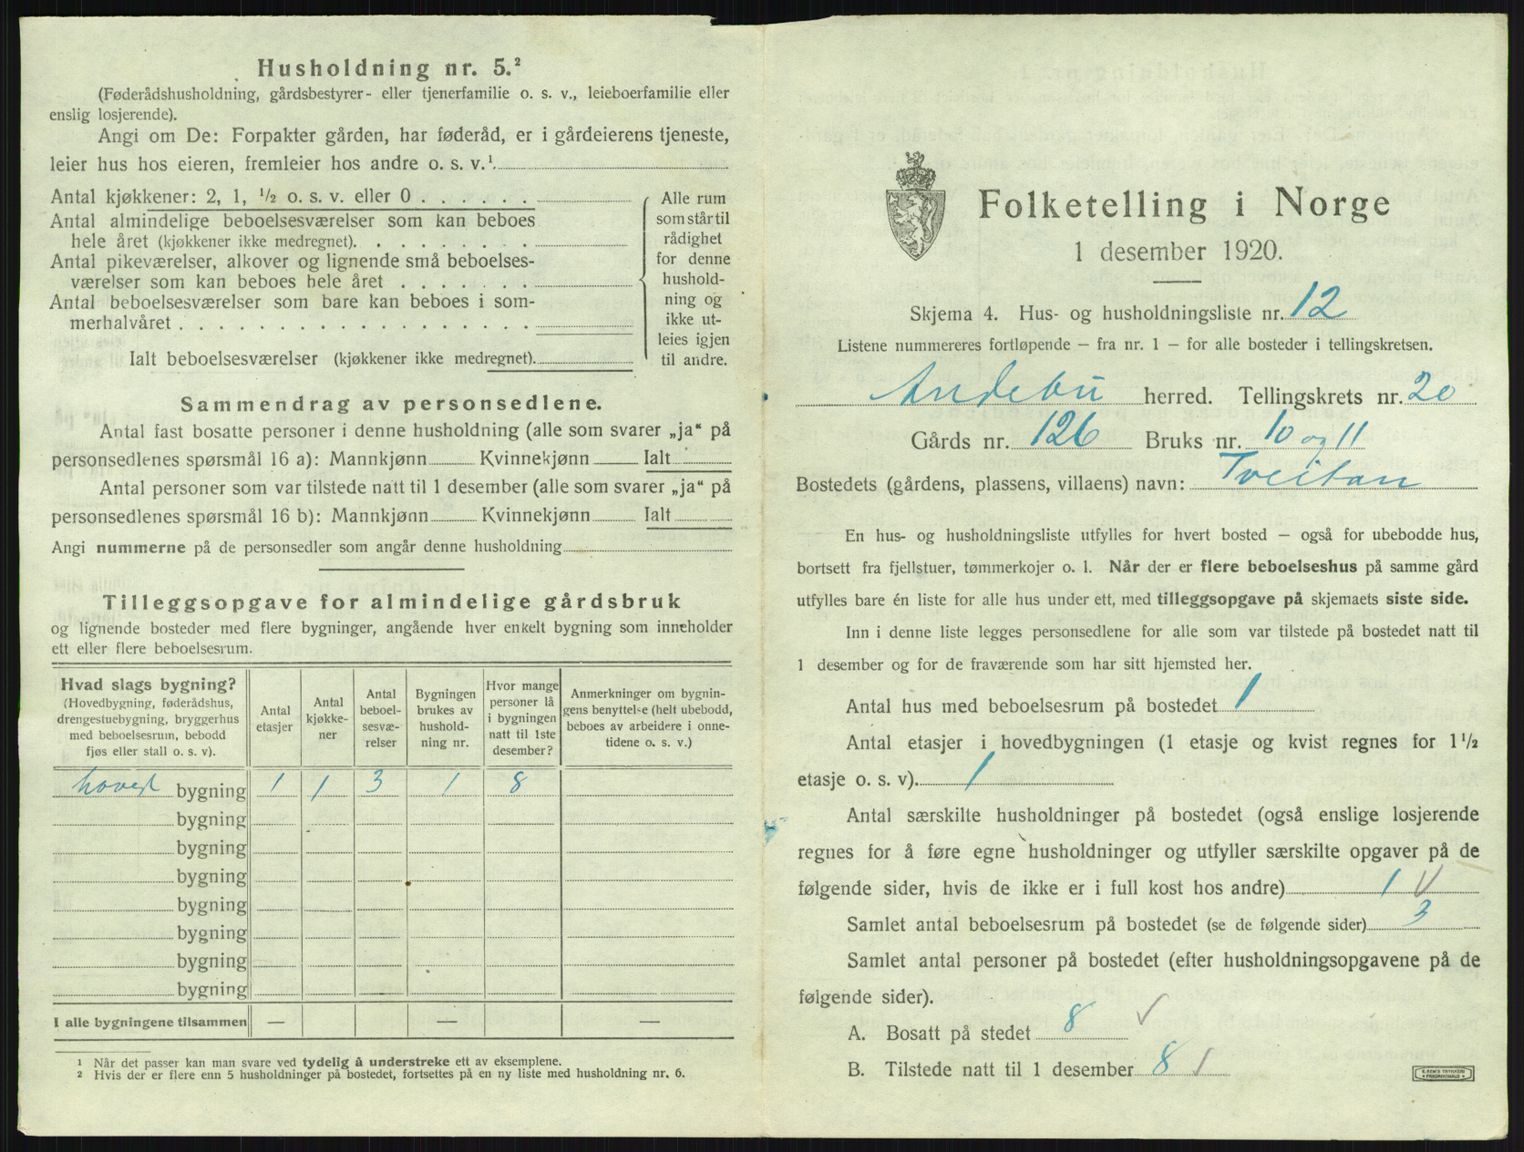 Husholdning nr. 5.²
(Føderådshusholdning, gårdsbestyrer- eller tjenerfamilie o. s. v., leieboerfamilie eller
enslig losjerende).
Angi om De: Forpakter gården, har føderåd, er i gårdeierens tjeneste,
leier hus hos eieren, fremleier hos andre o. s. v.¹
Antal kjøkkener: 2, 1, ½ o. s. v. eller 0
Antal almindelige beboelsesværelser som kan beboes
hele året (kjøkkener ikke medregnet).
Antal pikeværelser, alkover og lignende små beboelses-
værelser som kan beboes hele året
Antal beboelsesværelser som bare kan beboes i som-
merhalvåret
Ialt beboelsesværelser (kjøkkener ikke medregnet).
Alle rum
som står til
rådighet
for denne
hushold-
ning og
ikke ut-
leies igjen
til andre.
Sammendrag av personsedlene.
Antal fast bosatte personer i denne husholdning (alle som svarer „ja“ på
personsedlenes spørsmål 16 a): Mannkjønn Kvinnekjønn Ialt
Antal personer som var tilstede natt til 1 desember (alle som svarer „ja“ på
personsedlenes spørsmål 16 b): Mannkjønn Kvinnekjønn Ialt
Angi nummerne på de personsedler som angår denne husholdning
Tilleggsopgave for almindelige gårdsbruk
og lignende bosteder med flere bygninger, angående hver enkelt bygning som inneholder
ett eller flere beboelsesrum.
Hvad slags bygning?
(Hovedbygning, føderådshus,
drengestuebygning, bryggerhus
med beboelsesrum, bebodd
fjøs eller stall o. s. v).
Antal
etasjer
Antal
kjøkke-
ner
Antal
beboel-
sesvæ-
relser
Bygningen
brukes av
hushold-
ning nr.
Hvor mange
personer lå
i bygningen
natt til 1ste
desember?
Anmerkninger om bygnin-
gens benyttelse (helt ubebodd,
beboes av arbeidere i onne-
tidene o. s. v.)
hoved bygning 1 1 3 1 8
bygning
bygning
bygning
bygning
bygning
bygning
bygning
I alle bygningene tilsammen — — —
¹ Når det passer kan man svare ved tydelig å understreke ett av eksemplene.
² Hvis der er flere enn 5 husholdninger på bostedet, fortsettes på en ny liste med husholdning nr. 6.
Folketelling i Norge
1 desember 1920.
Skjema 4. Hus- og husholdningsliste nr. 12
Listene nummereres fortløpende — fra nr. 1 — for alle bosteder i tellingskretsen.
Andebu herred. Tellingskrets nr. 20
Gårds nr. 126 Bruks nr. 10 og 11
Bostedets (gårdens, plassens, villaens) navn: Tveitan
En hus- og husholdningsliste utfylles for hvert bosted — også for ubebodde hus,
bortsett fra fjellstuer, tømmerkojer o. l. Når der er flere beboelseshus på samme gård
utfylles bare én liste for alle hus under ett, med tilleggsopgave på skjemaets siste side.
Inn i denne liste legges personsedlene for alle som var tilstede på bostedet natt til
1 desember og for de fraværende som har sitt hjemsted her.
Antal hus med beboelsesrum på bostedet 1
Antal etasjer i hovedbygningen (1 etasje og kvist regnes for 1½
etasje o. s. v). 1
Antal særskilte husholdninger på bostedet (også enslige losjerende
regnes for å føre egne husholdninger og utfyller særskilte opgaver på de
følgende sider, hvis de ikke er i full kost hos andre) 1 √
Samlet antal beboelsesrum på bostedet (se de følgende sider) 3
Samlet antal personer på bostedet (efter husholdningsopgavene på de
følgende sider).
A. Bosatt på stedet 8 √
B. Tilstede natt til 1 desember 8 √